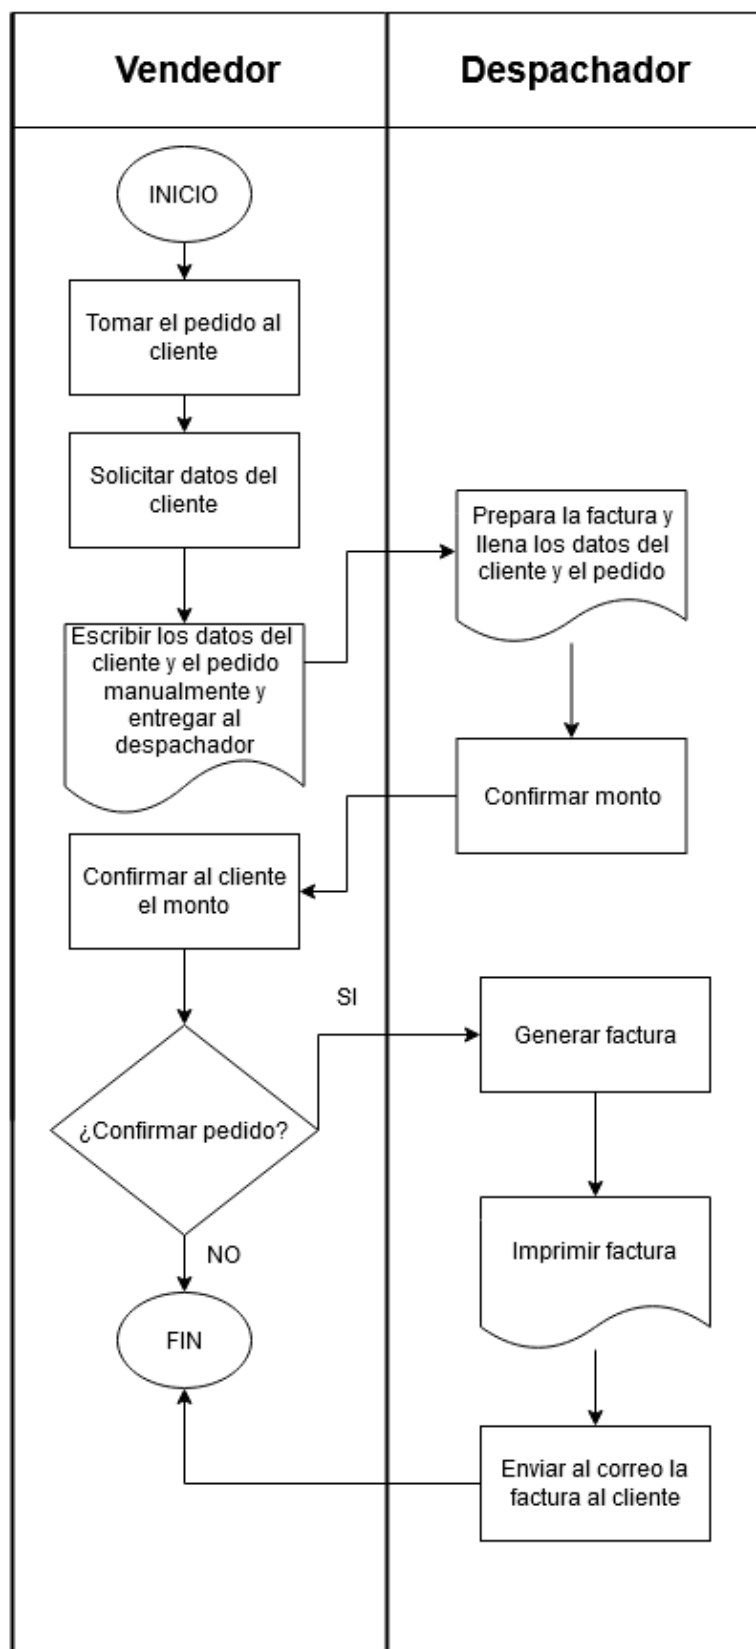 Vendedor
Despachador
INICIO
Tomar el pedido al
cliente
Solicitar datos del
cliente
Prepara la factura y
llena los datos del
cliente y el pedido
Escribir los datos del
cliente y el pedido
manualmente y
entregar al
despachador
Confirmar monto
Confirmar al cliente
el monto
SI
Generar factura
¿Confirmar pedido?
NO
Imprimir factura
FIN
Enviar al correo la
factura al cliente